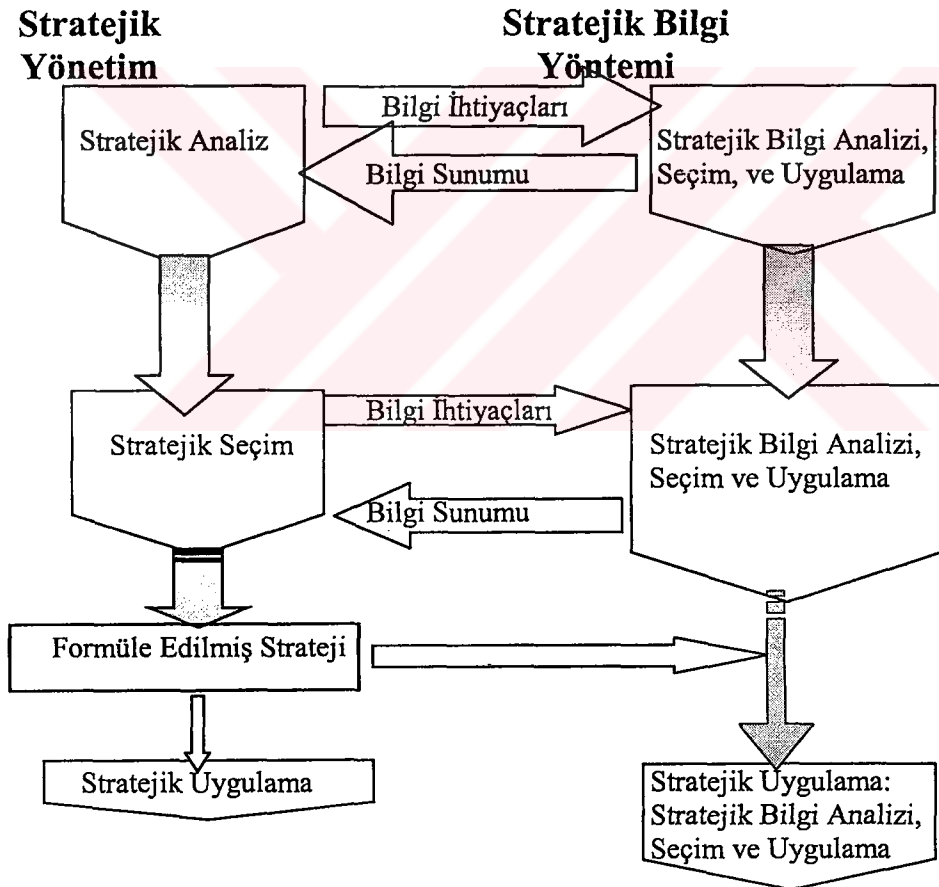 Stratejik
Yönetim
Stratejik Bilgi
Yöntemi
Bilgi İhtiyaçları
Stratejik Analiz
Stratejik Bilgi Analizi,
Seçim, ve Uygulama
Bilgi Sunumu
Bilgi İhtiyaçları
Stratejik Seçim
Stratejik Bilgi Analizi,
Seçim ve Uygulama
Bilgi Sunumu
Formüle Edilmiş Strateji
Stratejik Uygulama
Stratejik Uygulama:
Stratejik Bilgi Analizi,
Seçim ve Uygulama